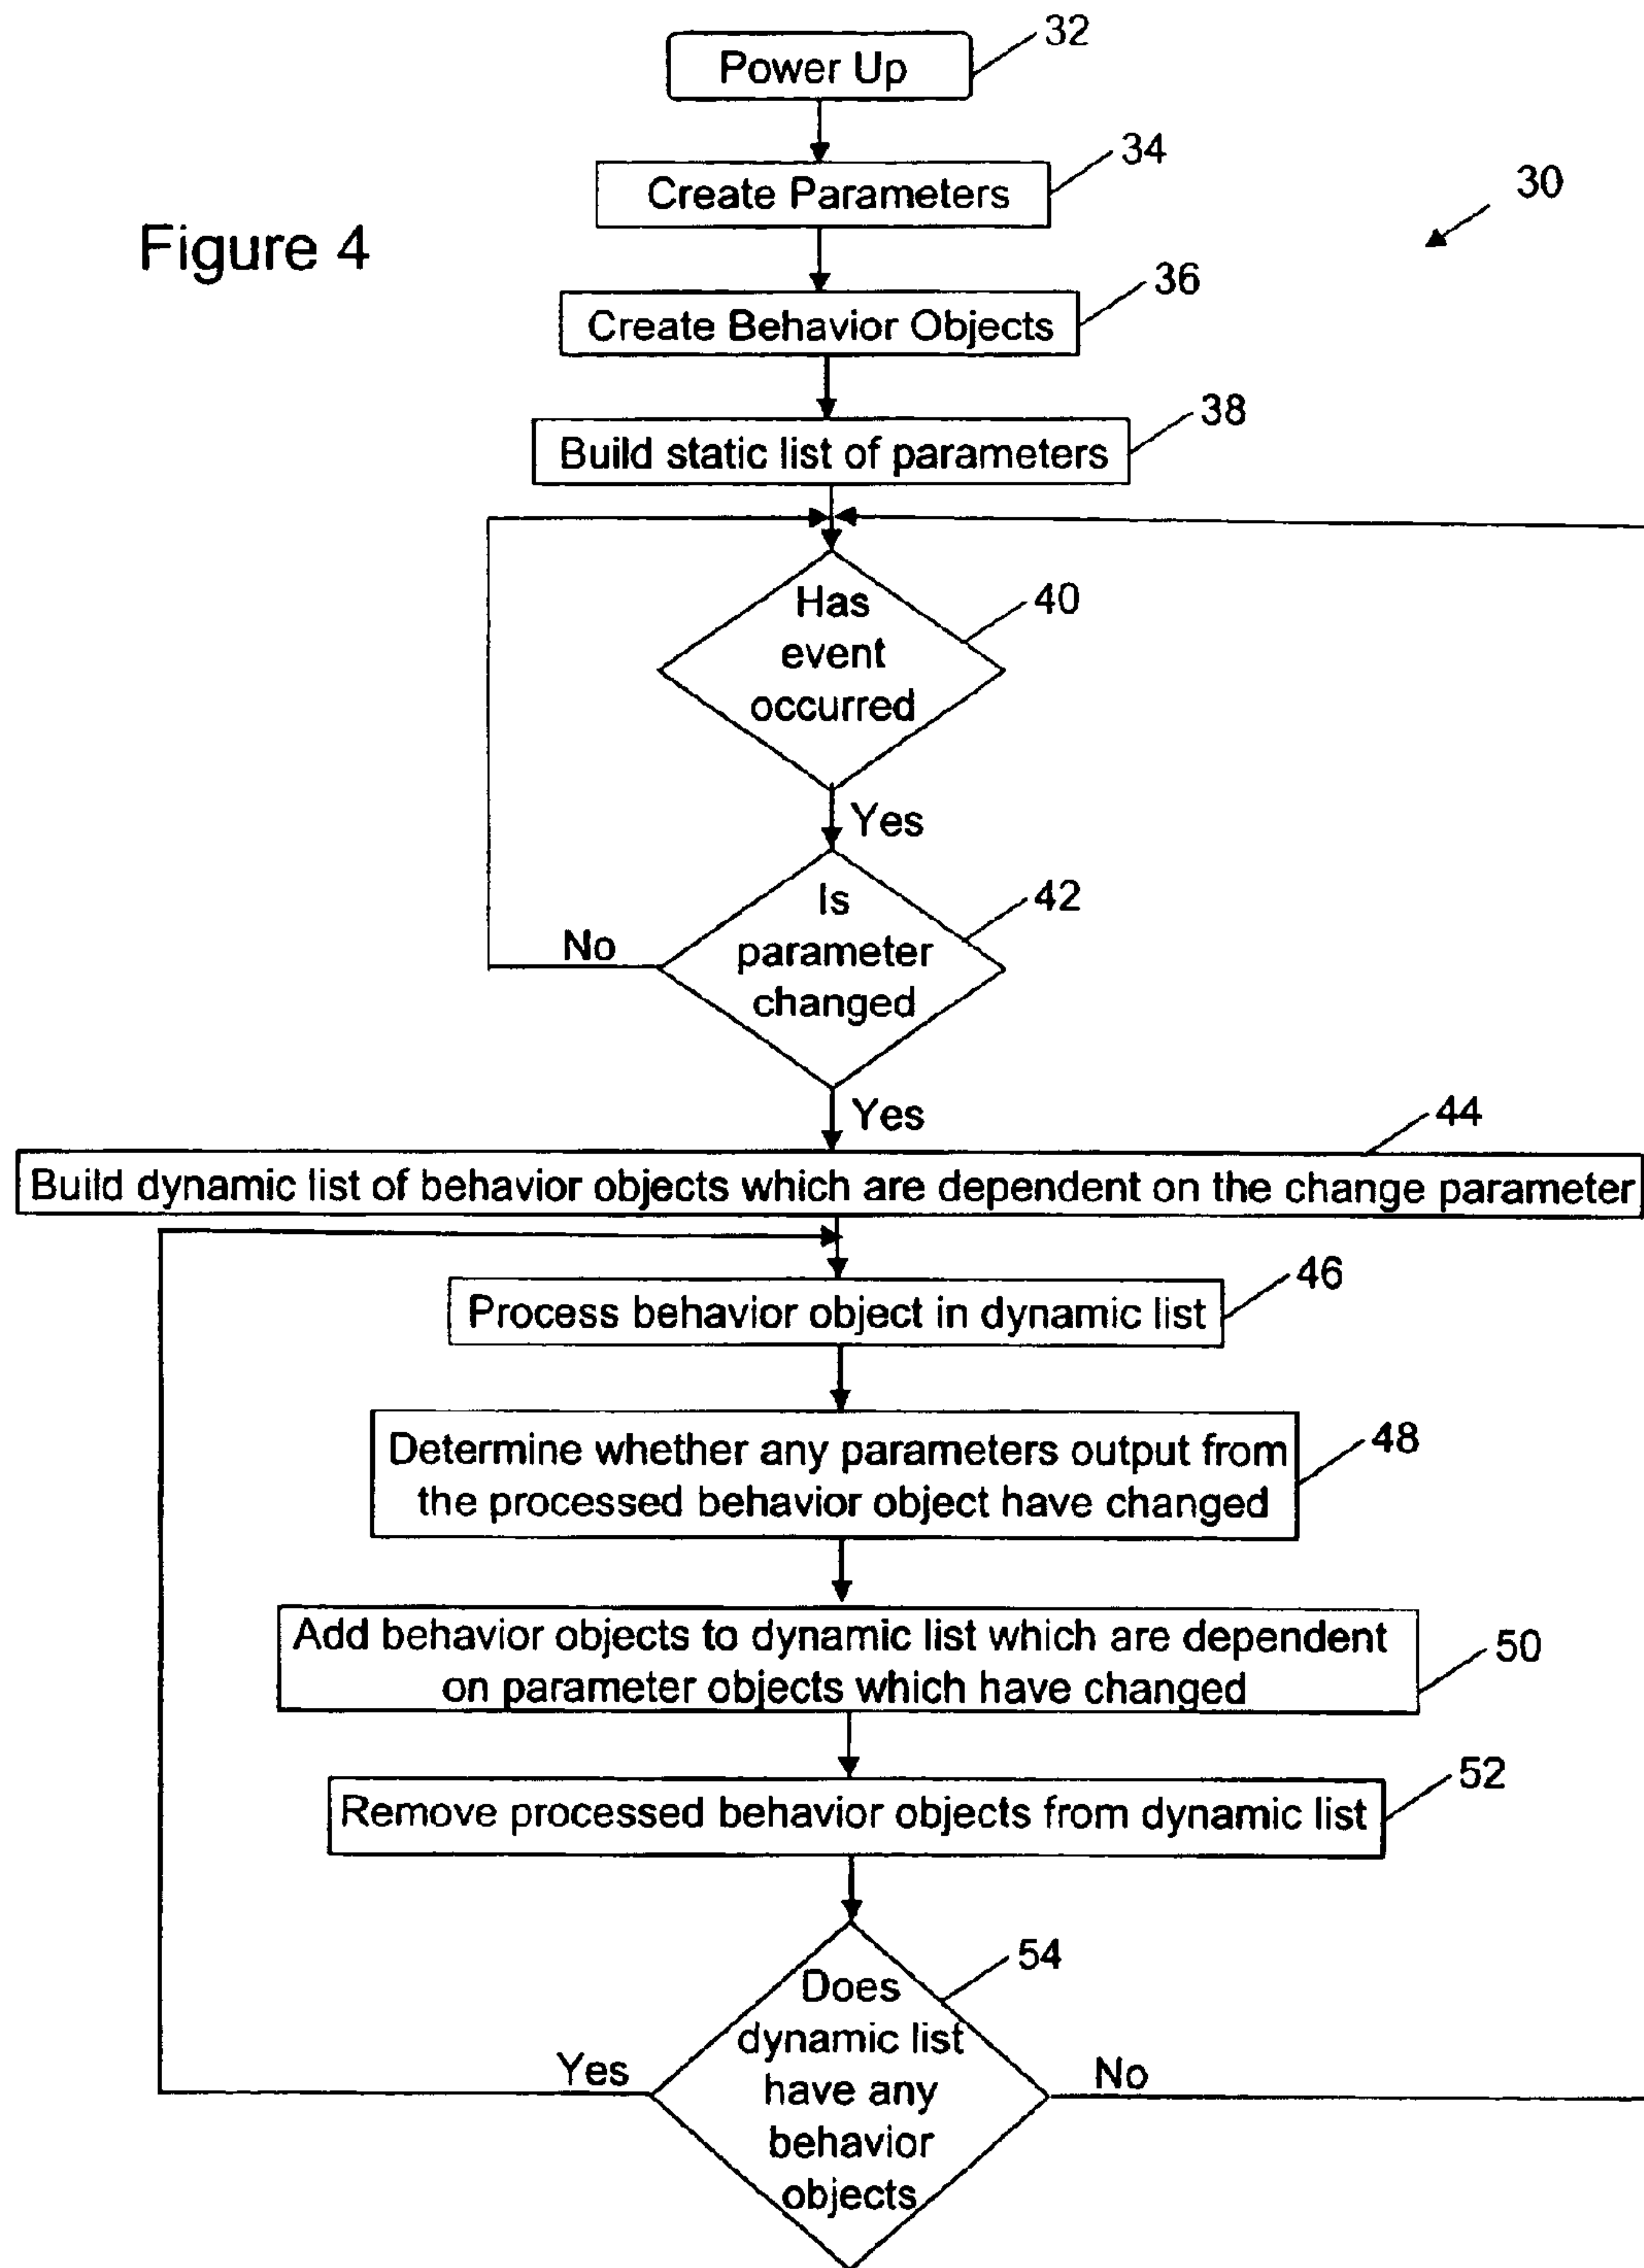 32
Power Up
34
Create Parameters
30
Figure 4
36
Create Behavior Objects
38
Build static list of parameters
40
Has
event
occurred
Yes
42
Is
parameter
changed
No
Yes
44
Build dynamic list of behavior objects which are dependent on the change parameter
46
Process behavior object in dynamic list
48
Determine whether any parameters output from
the processed behavior object have changed
50
Add behavior objects to dynamic list which are dependent
on parameter objects which have changed
52
Remove processed behavior objects from dynamic list
54
Does
dynamic list
have any
behavior
objects
Yes
No